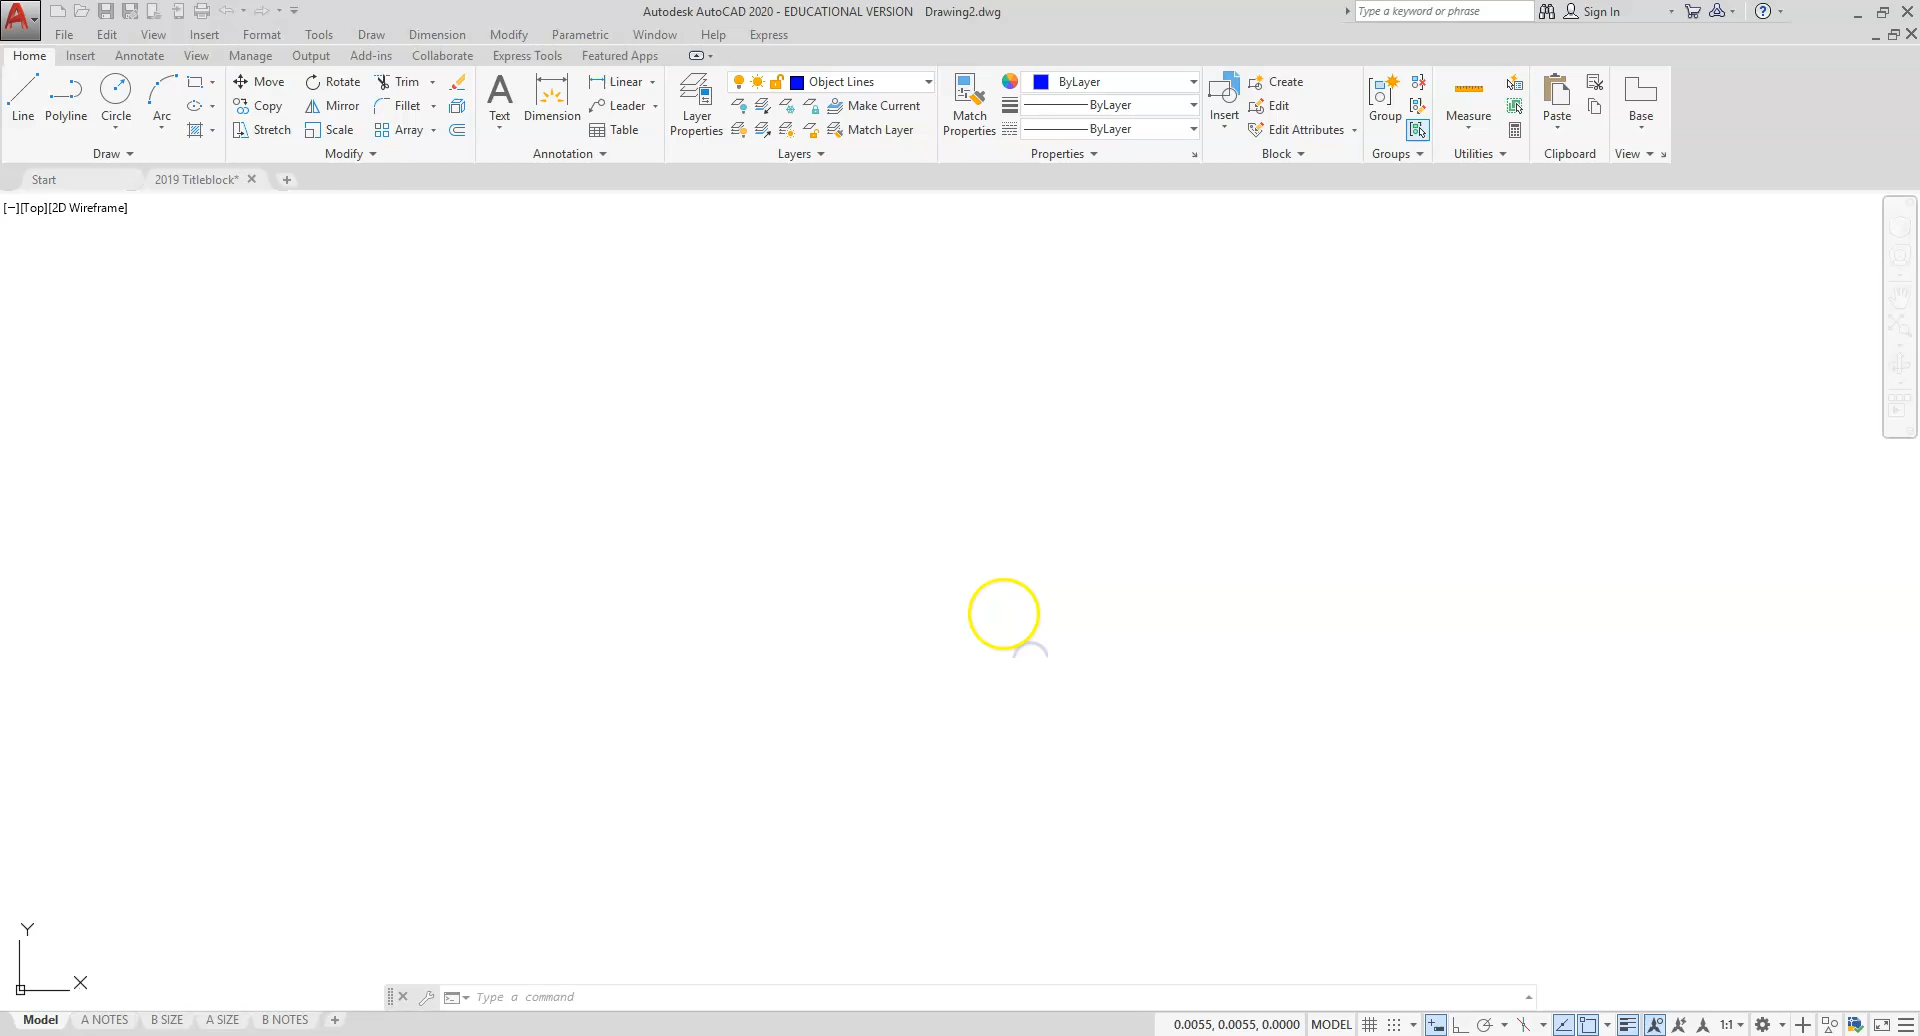 Autodesk AutoCAD 2020 - EDUCATIONAL VERSION Drawing2.dwg
Type a keyword or phrase
Sign In
File Edit View Insert Format Tools Draw Dimension Modify Parametric Window Help Express
Home Insert Annotate View Manage Output Add-ins Collaborate Express Tools Featured Apps
Line
Polyline
Circle
Arc
Draw
Move Rotate Trim
Copy Mirror Fillet
Stretch Scale Array
Modify
Text
Dimension
Linear
Leader
Table
Annotation
Layer
Properties
Object Lines
Make Current
Match Layer
Layers
Match
Properties
ByLayer
ByLayer
ByLayer
Properties
Insert
Create
Edit
Edit Attributes
Block
Group
Groups
Measure
Utilities
Paste
Clipboard
Base
View
Start 2019 Titleblock*
[−][Top][2D Wireframe]
Y
X
Type a command
Model A NOTES B SIZE A SIZE B NOTES
0.0055, 0.0055, 0.0000 MODEL 1:1